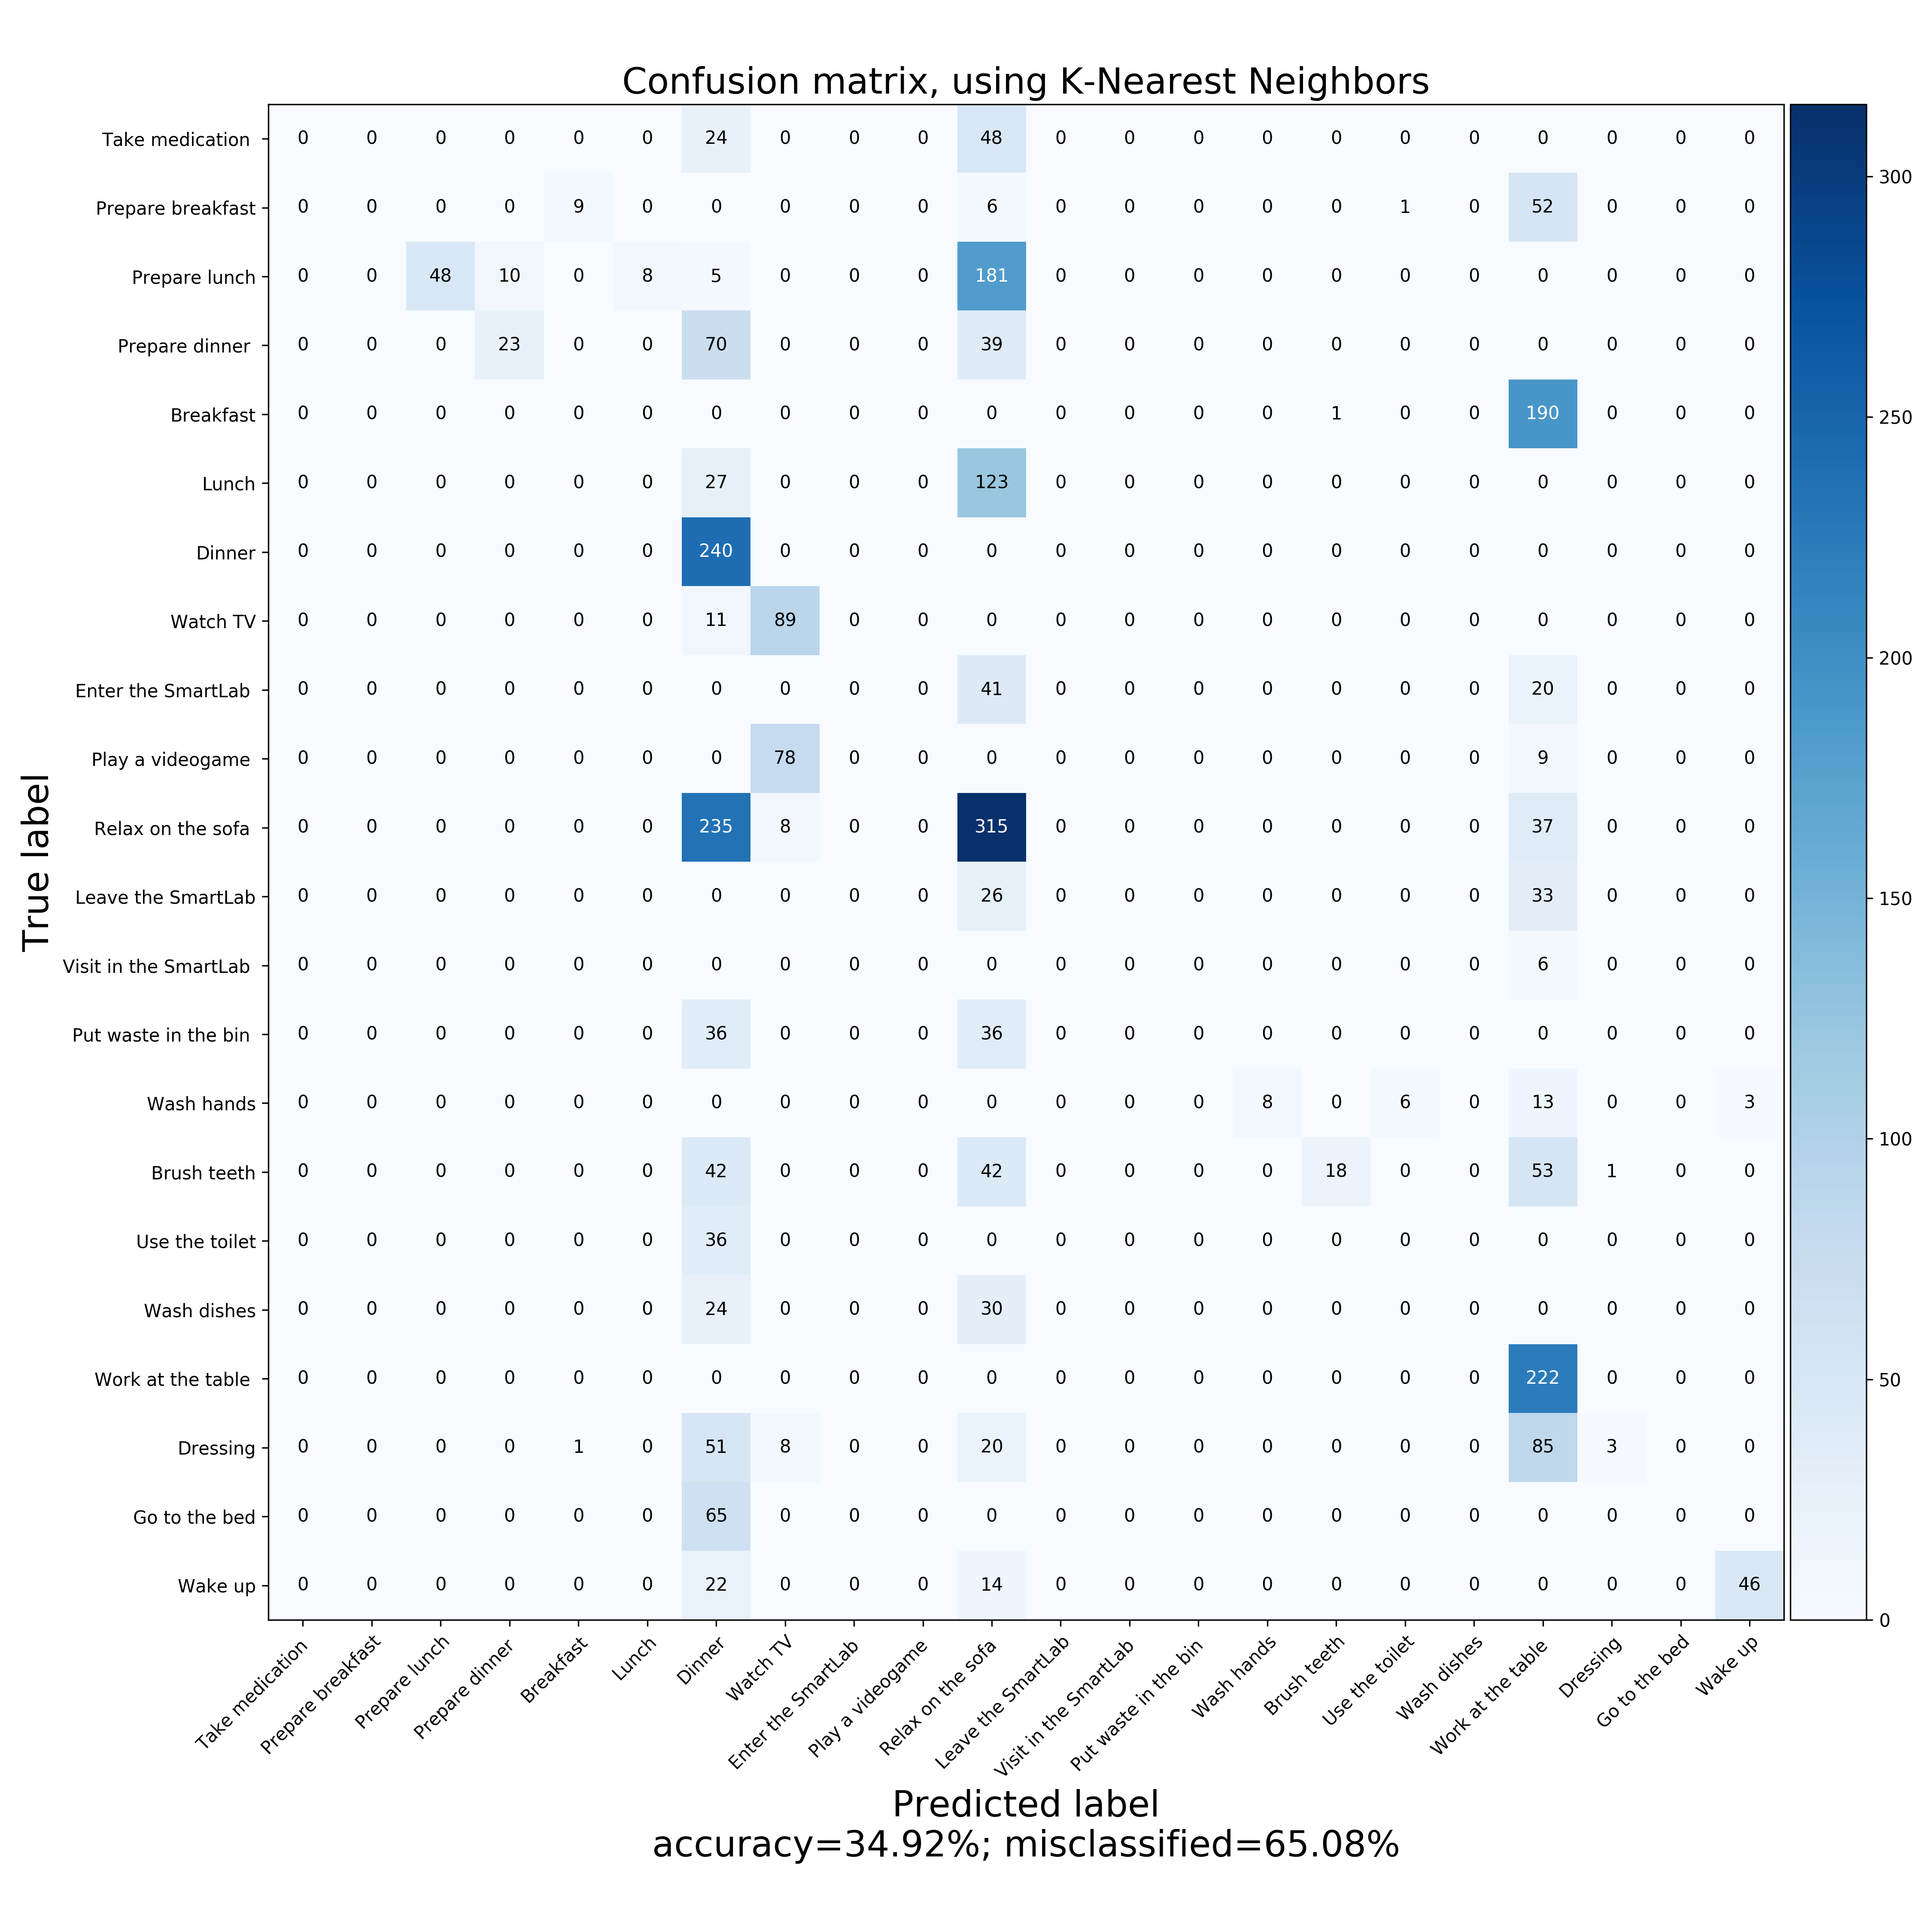 Confusion matrix, using K-Nearest Neighbors
Take medication 0 0 0 0 0 0 24 0 0 0 48 0 0 0 0 0 0 0 0 0 0 0
Prepare breakfast 0 0 0 0 9 0 0 0 0 0 6 0 0 0 0 0 1 0 52 0 0 0
Prepare lunch 0 0 48 10 0 8 5 0 0 0 181 0 0 0 0 0 0 0 0 0 0 0
Prepare dinner 0 0 0 23 0 0 70 0 0 0 39 0 0 0 0 0 0 0 0 0 0 0
Breakfast 0 0 0 0 0 0 0 0 0 0 0 0 0 0 0 1 0 0 190 0 0 0
Lunch 0 0 0 0 0 0 27 0 0 0 123 0 0 0 0 0 0 0 0 0 0 0
Dinner 0 0 0 0 0 0 240 0 0 0 0 0 0 0 0 0 0 0 0 0 0 0
Watch TV 0 0 0 0 0 0 11 89 0 0 0 0 0 0 0 0 0 0 0 0 0 0
Enter the SmartLab 0 0 0 0 0 0 0 0 0 0 41 0 0 0 0 0 0 0 20 0 0 0
Play a videogame 0 0 0 0 0 0 0 78 0 0 0 0 0 0 0 0 0 0 9 0 0 0
Relax on the sofa 0 0 0 0 0 0 235 8 0 0 315 0 0 0 0 0 0 0 37 0 0 0
Leave the SmartLab 0 0 0 0 0 0 0 0 0 0 26 0 0 0 0 0 0 0 33 0 0 0
Visit in the SmartLab 0 0 0 0 0 0 0 0 0 0 0 0 0 0 0 0 0 0 6 0 0 0
Put waste in the bin 0 0 0 0 0 0 36 0 0 0 36 0 0 0 0 0 0 0 0 0 0 0
Wash hands 0 0 0 0 0 0 0 0 0 0 0 0 0 0 8 0 6 0 13 0 0 3
Brush teeth 0 0 0 0 0 0 42 0 0 0 42 0 0 0 0 18 0 0 53 1 0 0
Use the toilet 0 0 0 0 0 0 36 0 0 0 0 0 0 0 0 0 0 0 0 0 0 0
Wash dishes 0 0 0 0 0 0 24 0 0 0 30 0 0 0 0 0 0 0 0 0 0 0
Work at the table 0 0 0 0 0 0 0 0 0 0 0 0 0 0 0 0 0 0 222 0 0 0
Dressing 0 0 0 0 1 0 51 8 0 0 20 0 0 0 0 0 0 0 85 3 0 0
Go to the bed 0 0 0 0 0 0 65 0 0 0 0 0 0 0 0 0 0 0 0 0 0 0
Wake up 0 0 0 0 0 0 22 0 0 0 14 0 0 0 0 0 0 0 0 0 0 46
True label
300
250
200
150
100
50
0
Take medication
Prepare breakfast
Prepare lunch
Prepare dinner
Breakfast
Lunch
Dinner
Watch TV
Enter the SmartLab
Play a videogame
Relax on the sofa
Leave the SmartLab
Visit in the SmartLab
Put waste in the bin
Wash hands
Brush teeth
Use the toilet
Wash dishes
Work at the table
Dressing
Go to the bed
Wake up
Predicted label
accuracy=34.92%; misclassified=65.08%